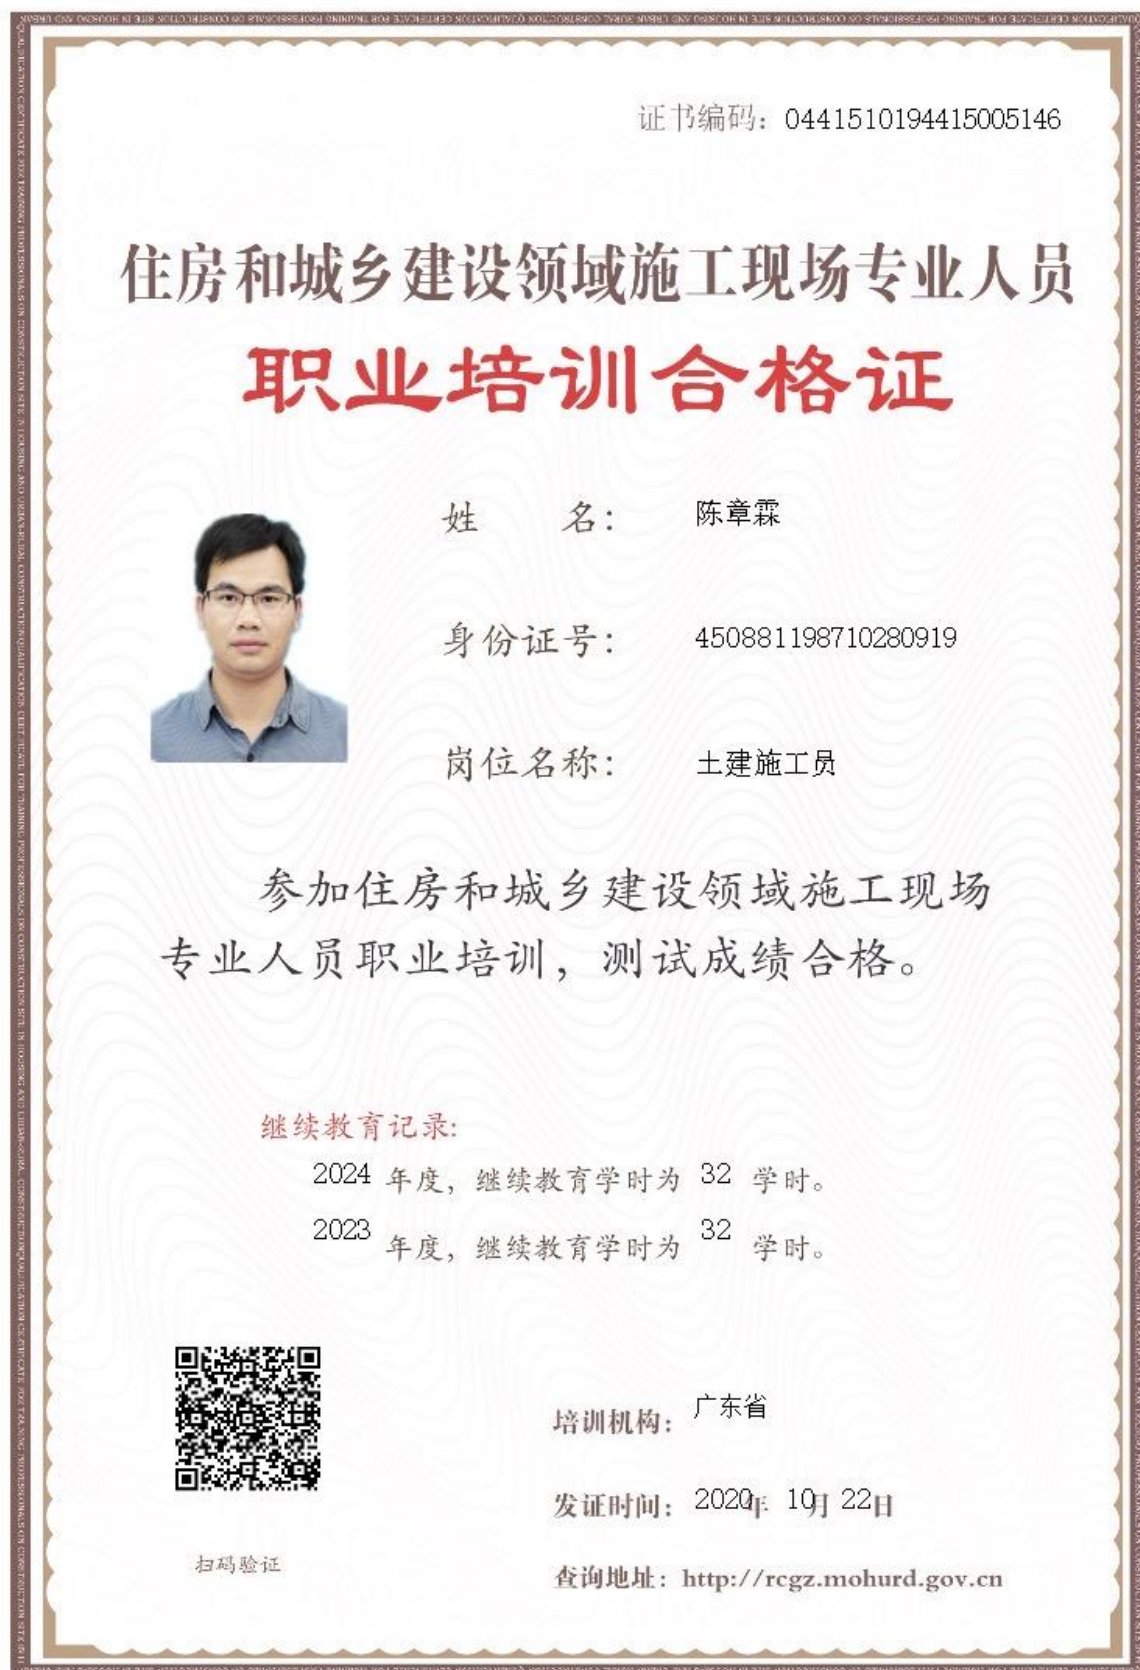 证书编码：0441510194415005146
住房和城乡建设领域施工现场专业人员
职业培训合格证
姓 名： 陈章霖
身份证号： 450881198710280919
岗位名称： 土建施工员
参加住房和城乡建设领域施工现场
专业人员职业培训，测试成绩合格。
继续教育记录:
2024 年度，继续教育学时为 32 学时。
2023 年度，继续教育学时为 32 学时。
培训机构： 广东省
发证时间： 2020年 10月 22日
扫码验证
查询地址：http://rcgz.mohurd.gov.cn